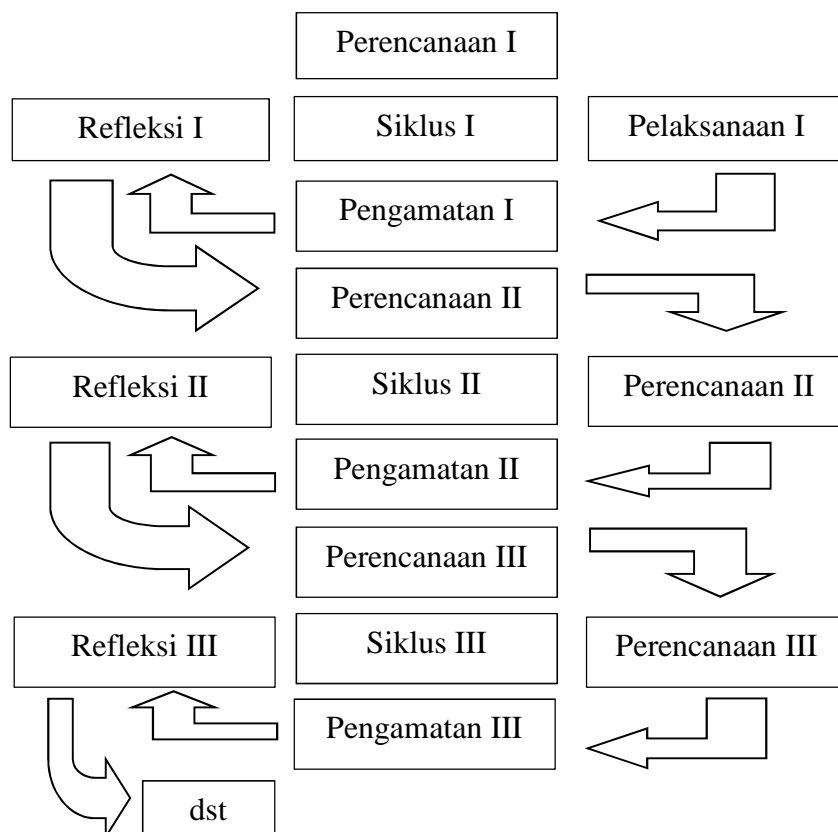 Perencanaan I
Refleksi I
Siklus I
Pelaksanaan I
Pengamatan I
Perencanaan II
Refleksi II
Siklus II
Perencanaan II
Pengamatan II
Perencanaan III
Refleksi III
Siklus III
Perencanaan III
Pengamatan III
dst